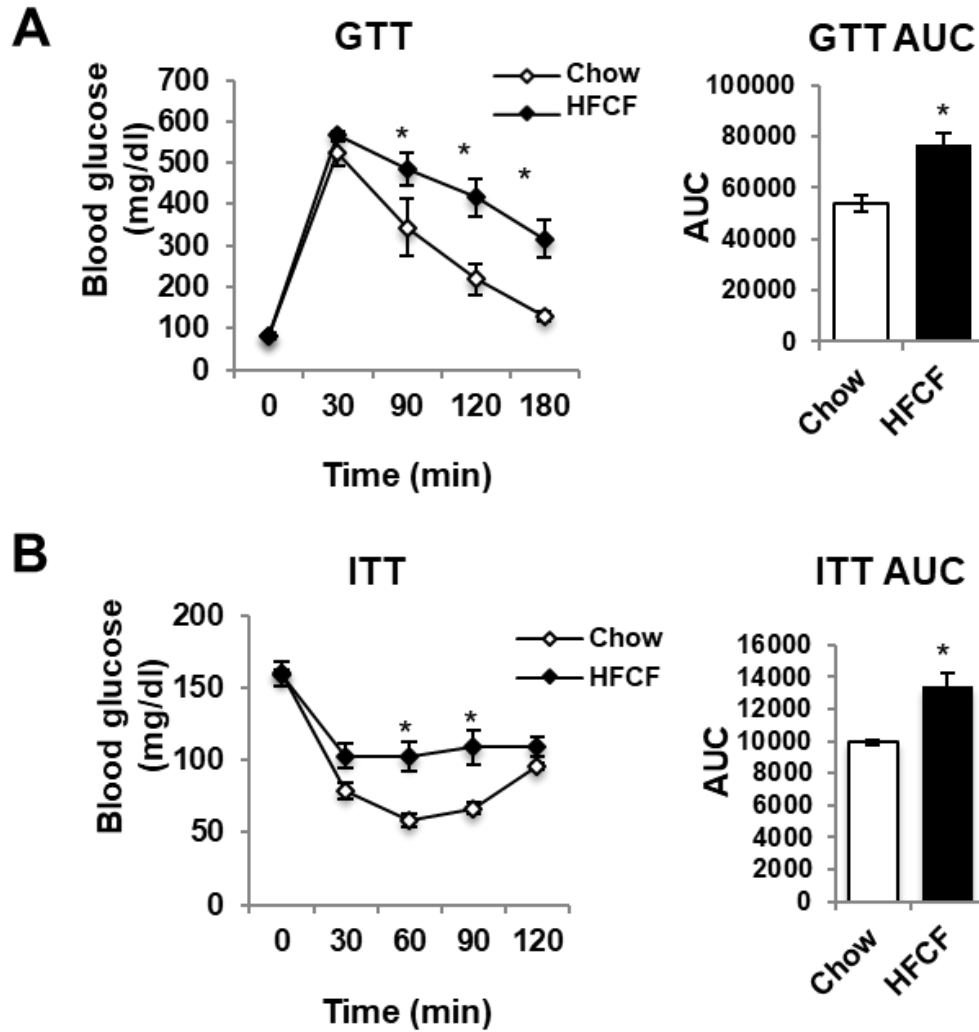 A
GTT
GTT AUC
Chow
HFCF
Blood glucose
(mg/dl)
700
600
500
400
300
200
100
0
*
*
*
0 30 90 120 180
Time (min)
AUC
100000
80000
60000
40000
20000
0
*
Chow
HFCF
B
ITT
ITT AUC
Chow
HFCF
Blood glucose
(mg/dl)
200
150
100
50
0
*
*
0 30 60 90 120
Time (min)
AUC
16000
14000
12000
10000
8000
6000
4000
2000
0
*
Chow
HFCF